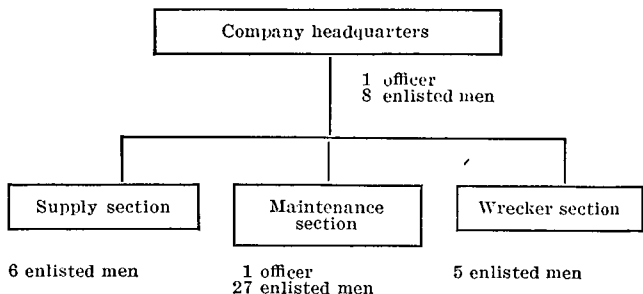 Company headquarters
1 officer
8 enlisted men
Supply section
Maintenance
section
Wrecker section
6 enlisted men
1 officer
27 enlisted men
5 enlisted men